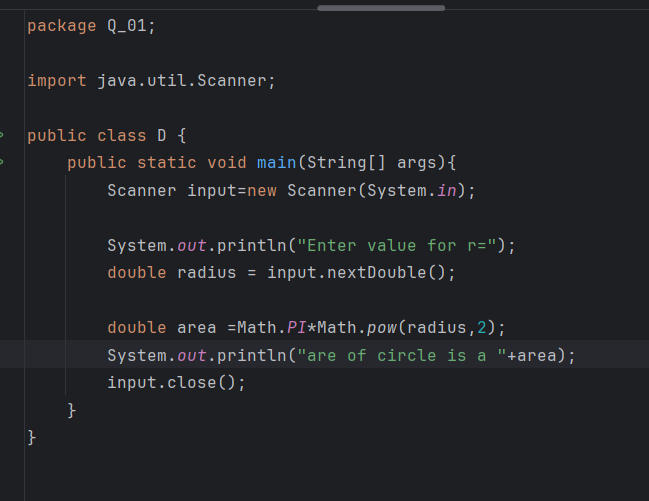 package Q_01;
import java.util.Scanner;
public class D {
public static void main(String[] args){
Scanner input=new Scanner(System.in);
System.out.println("Enter value for r=");
double radius = input.nextDouble();
double area =Math.PI*Math.pow(radius,2);
System.out.println("are of circle is a "+area);
input.close();
}
}